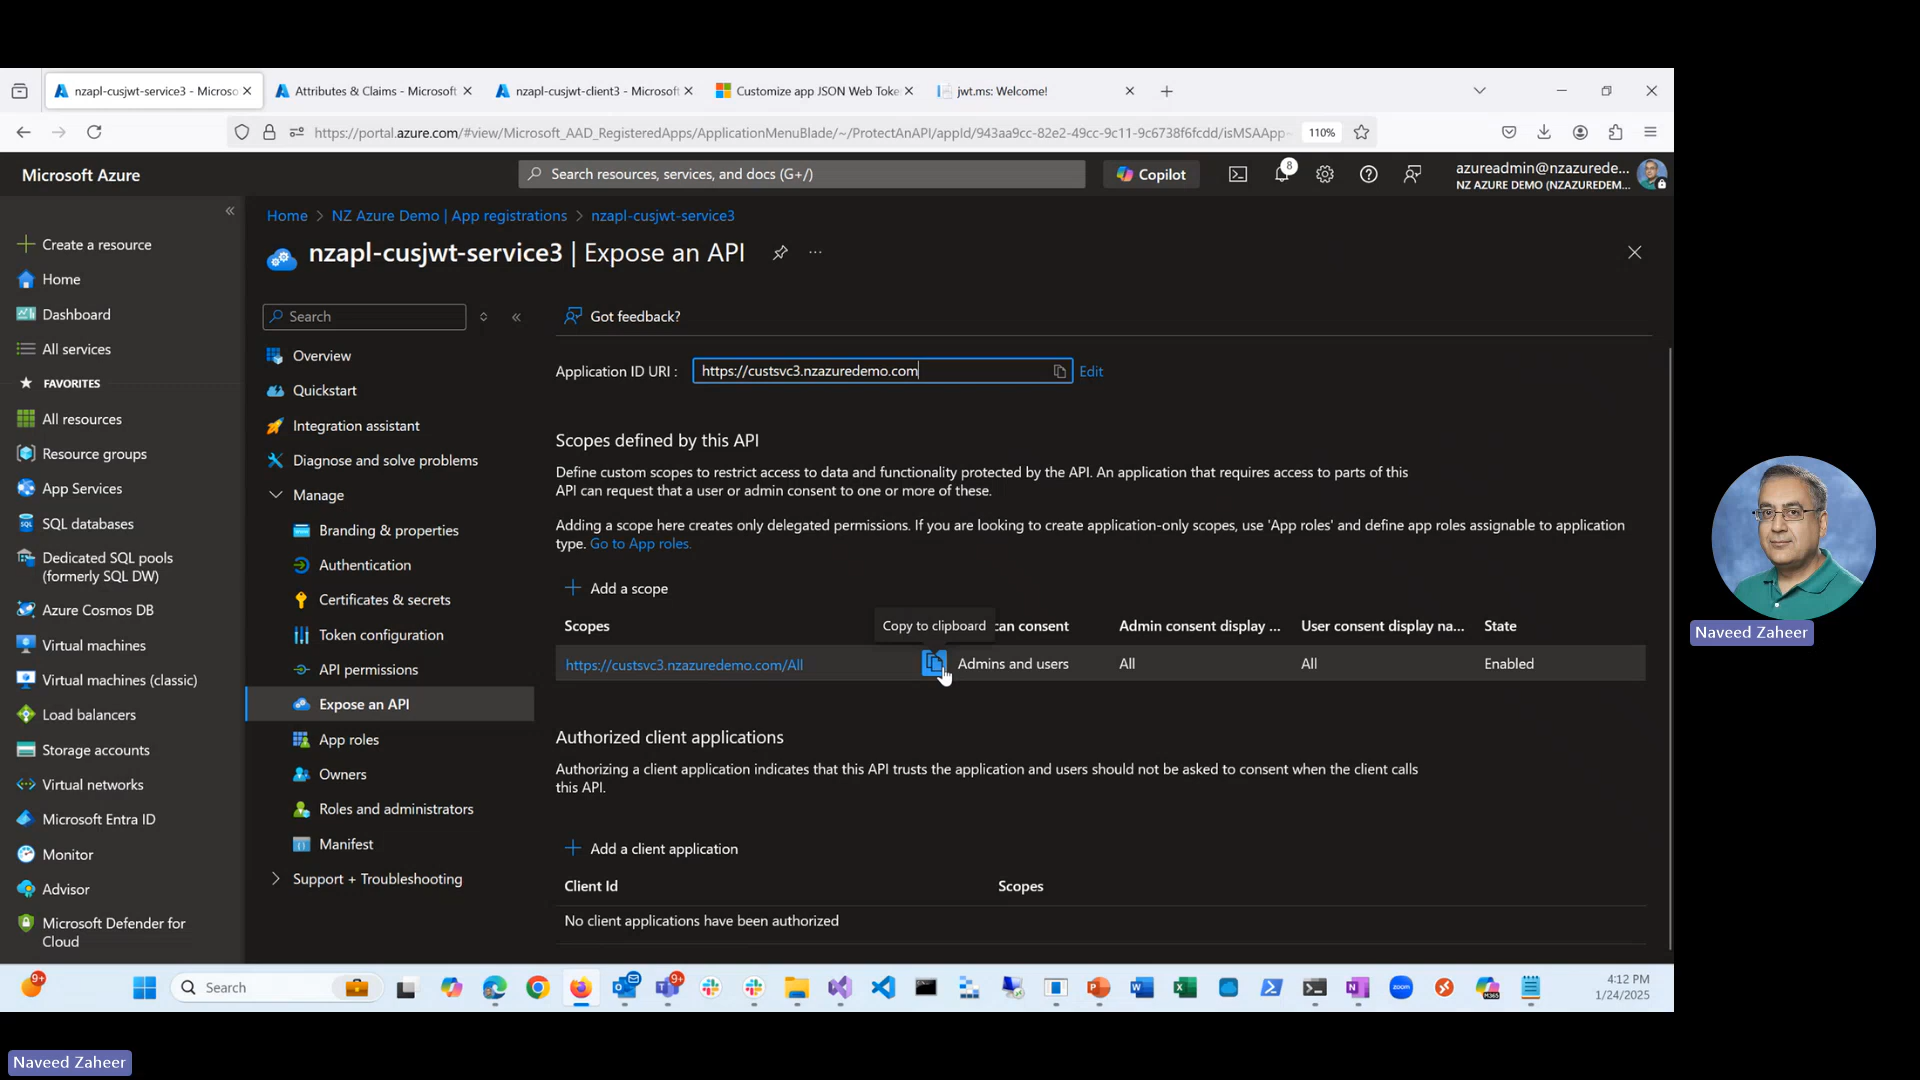 nzapl-cusjwt-service3 - Microso
Attributes & Claims - Microsoft
nzapl-cusjwt-client3 - Microsoft
Customize app JSON Web Toke
jwt.ms: Welcome!
https://portal.azure.com/#view/Microsoft_AAD_RegisteredApps/ApplicationMenuBlade/~/ProtectAnAPI/appId/943aa9cc-82e2-49cc-9c11-9c6738f6fcdd/isMSAApp
110%
Microsoft Azure
Search resources, services, and docs (G+/)
Copilot
8
azureadmin@nzazurede...
NZ AZURE DEMO (NZAZUREDEM...
Create a resource
Home
Dashboard
All services
FAVORITES
All resources
Resource groups
App Services
SQL databases
Dedicated SQL pools
(formerly SQL DW)
Azure Cosmos DB
Virtual machines
Virtual machines (classic)
Load balancers
Storage accounts
Virtual networks
Microsoft Entra ID
Monitor
Advisor
Microsoft Defender for
Cloud
Home > NZ Azure Demo | App registrations > nzapl-cusjwt-service3
nzapl-cusjwt-service3 | Expose an API
Search
Overview
Quickstart
Integration assistant
Diagnose and solve problems
Manage
Branding & properties
Authentication
Certificates & secrets
Token configuration
API permissions
Expose an API
App roles
Owners
Roles and administrators
Manifest
Support + Troubleshooting
Got feedback?
Application ID URI : https://custsvc3.nzazuredemo.com Edit
Scopes defined by this API
Define custom scopes to restrict access to data and functionality protected by the API. An application that requires access to parts of this
API can request that a user or admin consent to one or more of these.
Adding a scope here creates only delegated permissions. If you are looking to create application-only scopes, use 'App roles' and define app roles assignable to application
type. Go to App roles.
Add a scope
Copy to clipboard
Scopes can consent Admin consent display ... User consent display na... State
https://custsvc3.nzazuredemo.com/All Admins and users All All Enabled
Authorized client applications
Authorizing a client application indicates that this API trusts the application and users should not be asked to consent when the client calls
this API.
Add a client application
Client Id Scopes
No client applications have been authorized
Naveed Zaheer
9+
Search
9+
zoom
M365
4:12 PM
1/24/2025
Naveed Zaheer